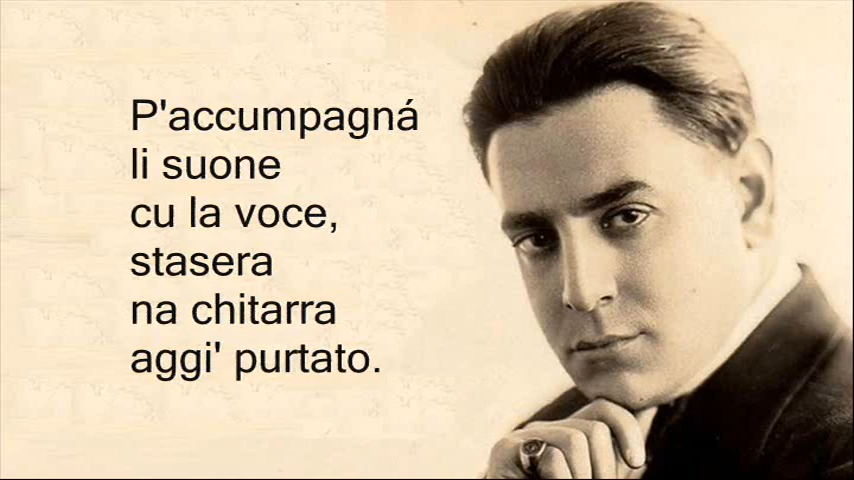 P'accumpagná
li suone
cu la voce,
stasera
na chitarra
aggi' purtato.